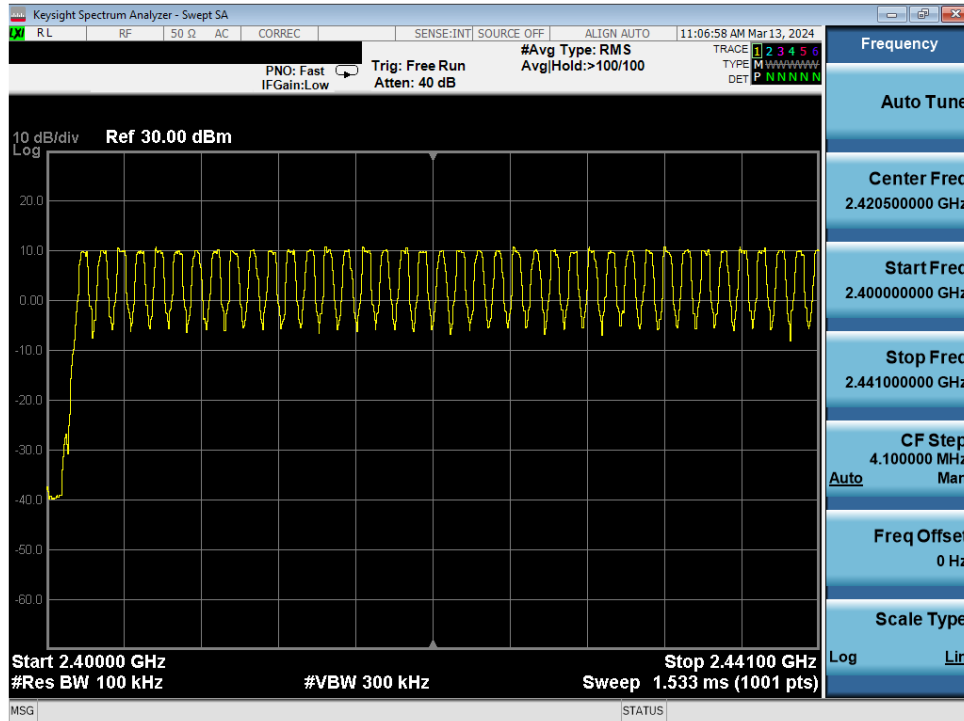 Keysight Spectrum Analyzer - Swept SA
LXI RL RF 50 Ω AC CORREC SENSE:INT SOURCE OFF ALIGN AUTO 11:06:58 AM Mar 13, 2024
PNO: Fast
IFGain:Low
Trig: Free Run
Atten: 40 dB
#Avg Type: RMS
Avg|Hold:>100/100
TRACE 1 2 3 4 5 6
TYPE M WWWWW
DET P N N N N N
10 dB/div
Log
Ref 30.00 dBm
20.0
10.0
0.00
-10.0
-20.0
-30.0
-40.0
-50.0
-60.0
Start 2.40000 GHz
#Res BW 100 kHz
#VBW 300 kHz
Stop 2.44100 GHz
Sweep 1.533 ms (1001 pts)
MSG
STATUS
Frequency
Auto Tune
Center Freq
2.420500000 GHz
Start Freq
2.400000000 GHz
Stop Freq
2.441000000 GHz
CF Step
4.100000 MHz
Auto Man
Freq Offset
0 Hz
Scale Type
Log Lin